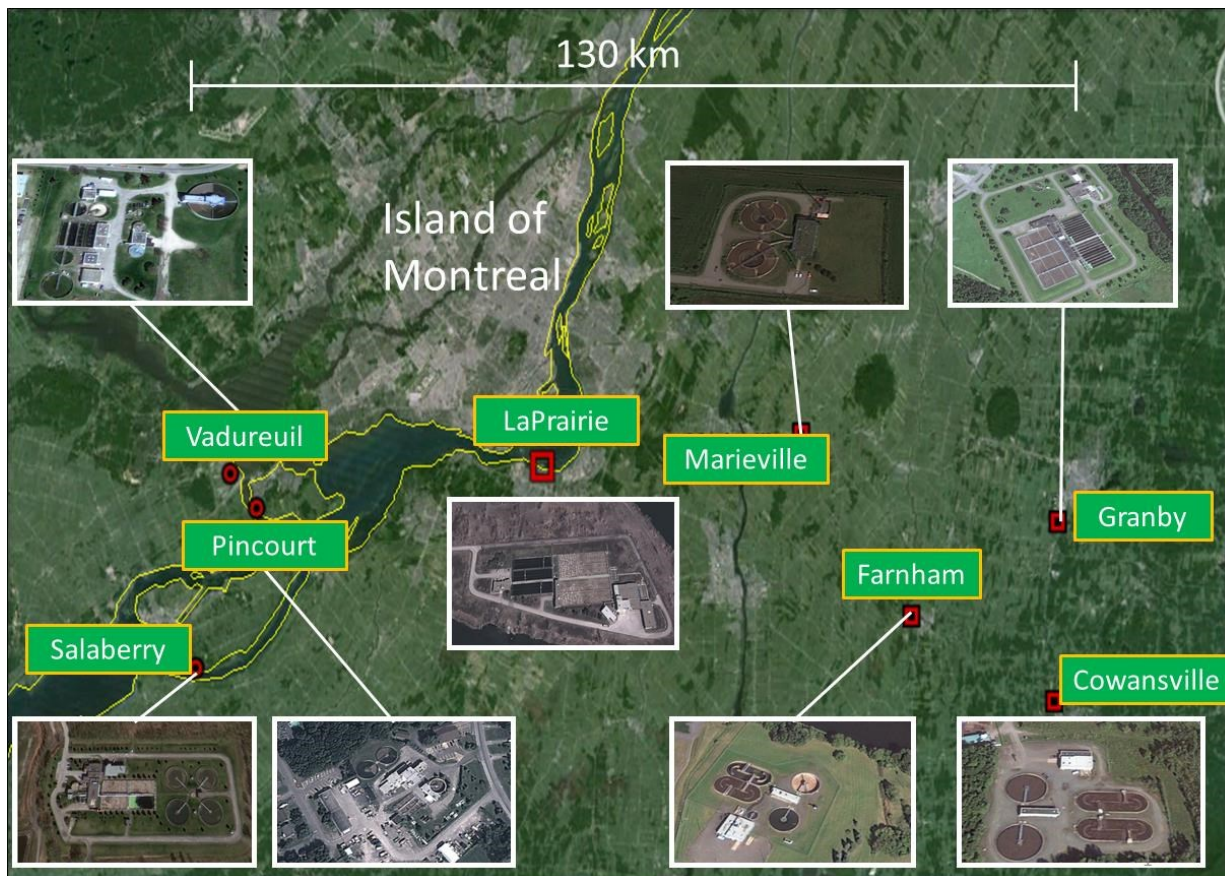 130 km
Island of
Montreal
Vadureuil
LaPrairie
Marieville
Pincourt
Granby
Farnham
Salaberry
Cowansville